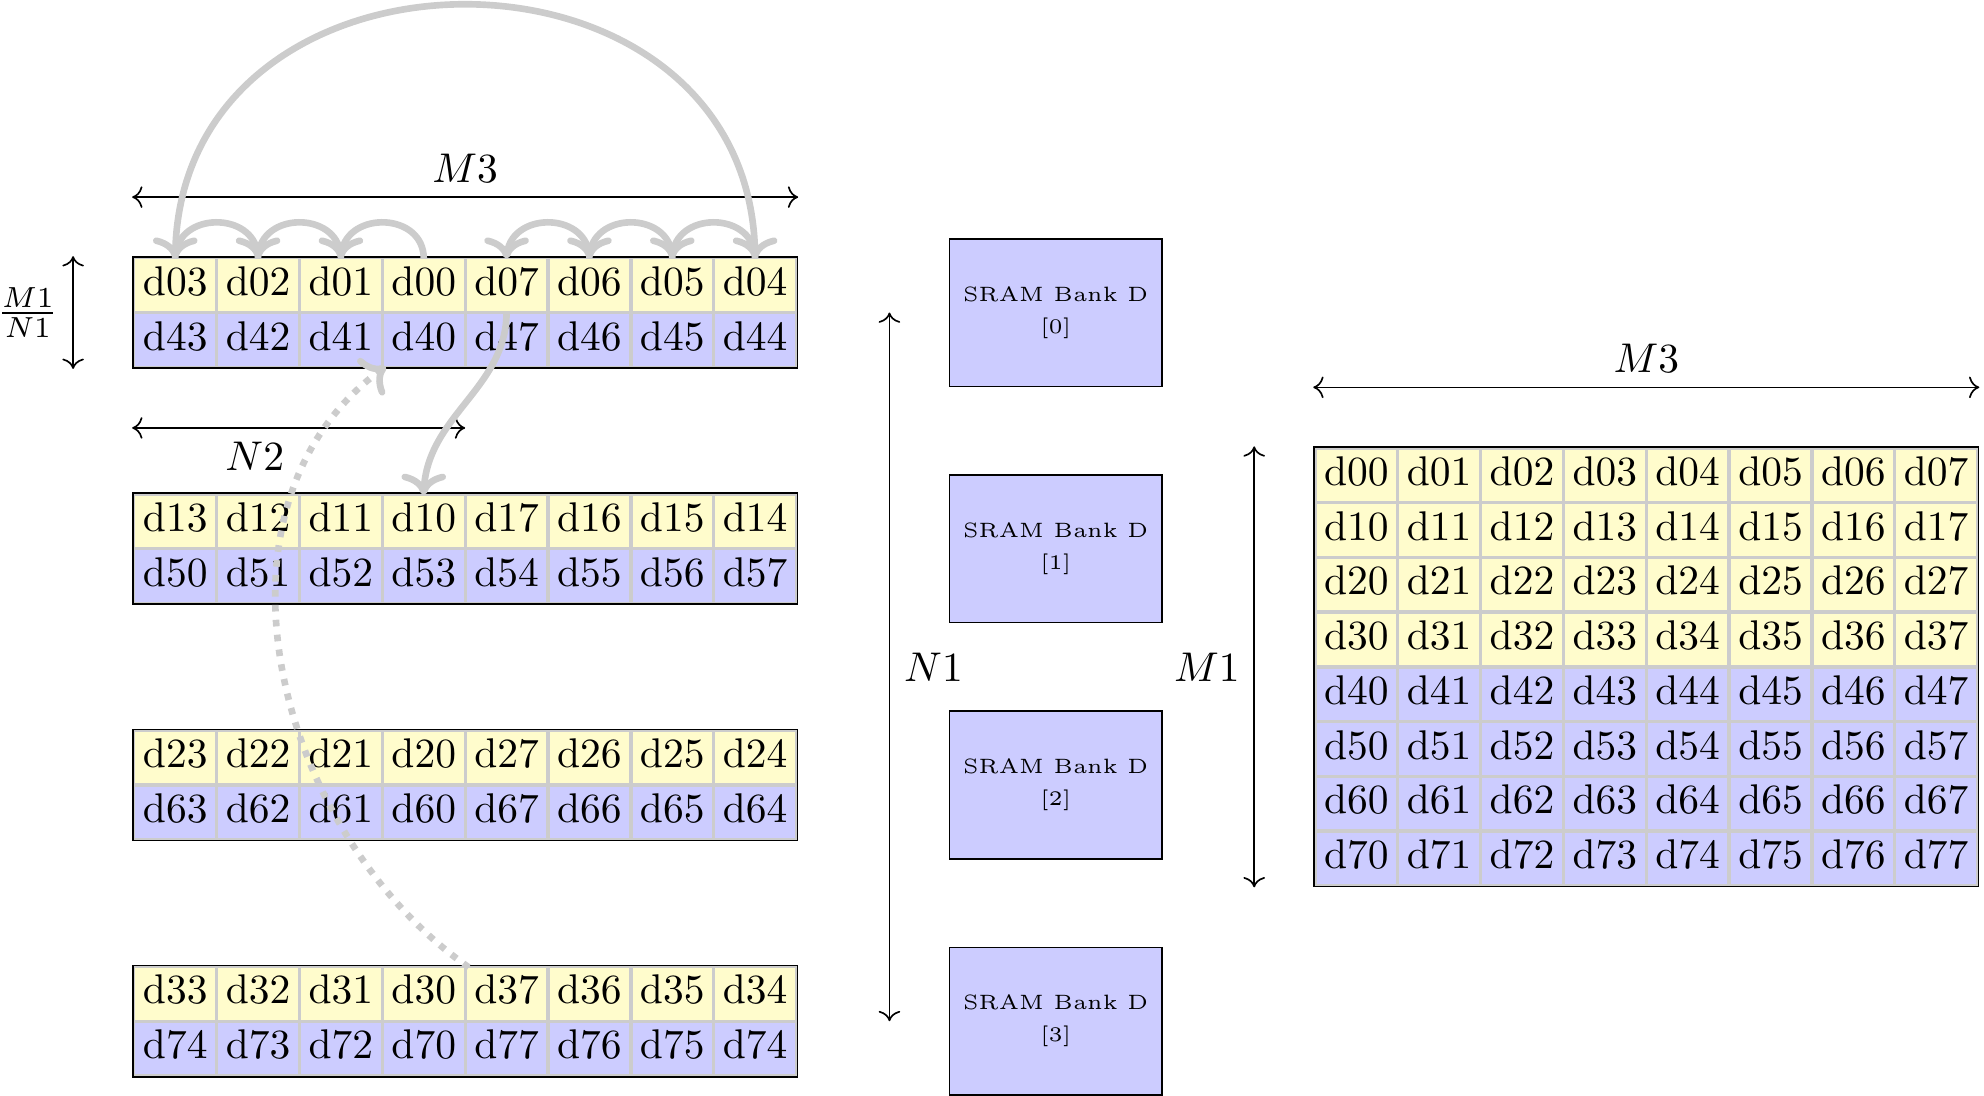 M3
d03 d02 d01 d00 d07 d06 d05 d04
M1
N1
d43 d42 d41 d40 d47 d46 d45 d44
N2
d13 d12 d11 d10 d17 d16 d15 d14
d50 d51 d52 d53 d54 d55 d56 d57
d23 d22 d21 d20 d27 d26 d25 d24
d63 d62 d61 d60 d67 d66 d65 d64
d33 d32 d31 d30 d37 d36 d35 d34
d74 d73 d72 d70 d77 d76 d75 d74
N1
SRAM Bank D
[0]
SRAM Bank D
[1]
SRAM Bank D
[2]
SRAM Bank D
[3]
M3
M1
d00 d01 d02 d03 d04 d05 d06 d07
d10 d11 d12 d13 d14 d15 d16 d17
d20 d21 d22 d23 d24 d25 d26 d27
d30 d31 d32 d33 d34 d35 d36 d37
d40 d41 d42 d43 d44 d45 d46 d47
d50 d51 d52 d53 d54 d55 d56 d57
d60 d61 d62 d63 d64 d65 d66 d67
d70 d71 d72 d73 d74 d75 d76 d77